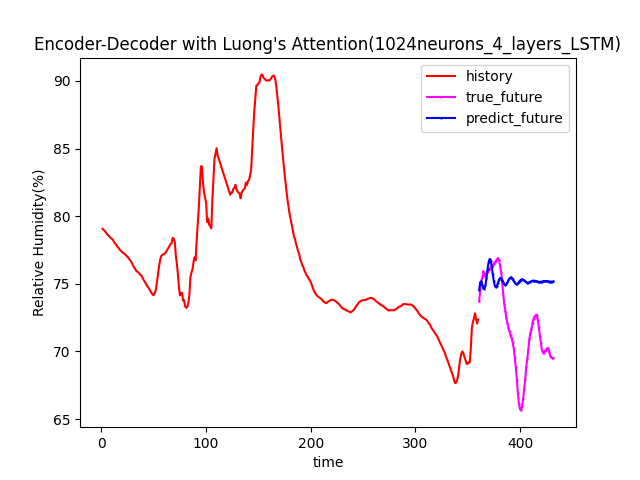 Encoder-Decoder with Luong's Attention(1024neurons_4_layers_LSTM)
history
true_future
predict_future
90
85
80
75
70
65
Relative Humidity(%)
0 100 200 300 400
time